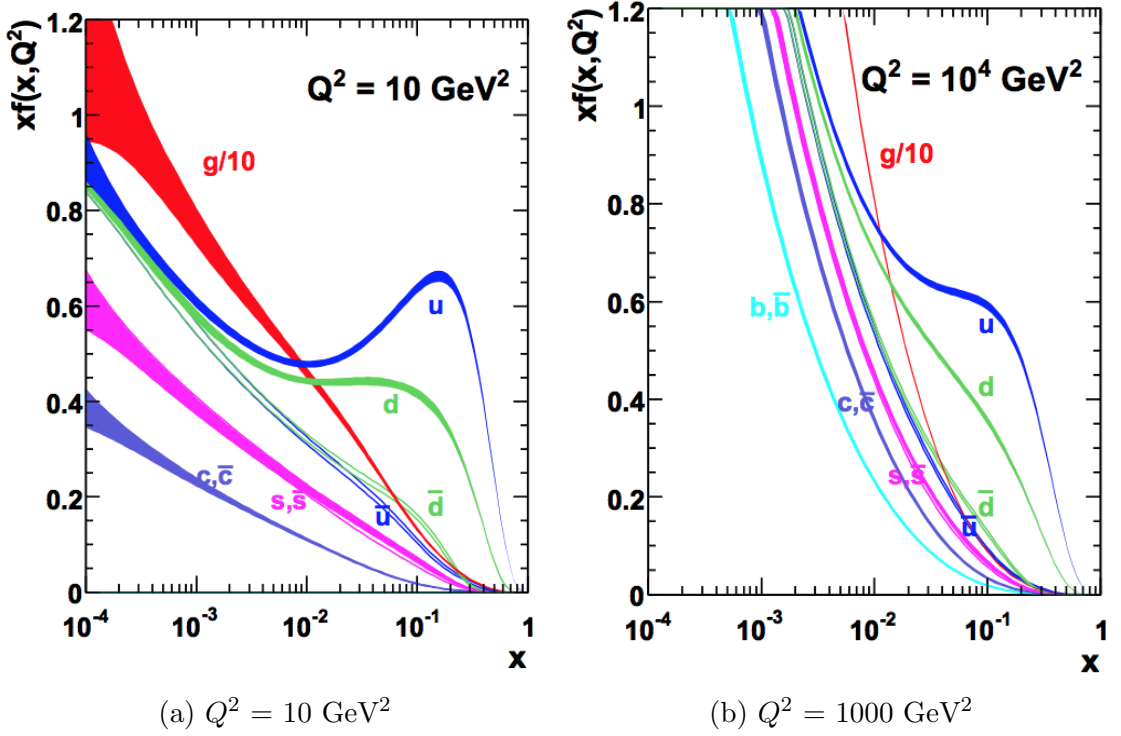 xf(x,Q²)
1.2
1
0.8
0.6
0.4
0.2
0
Q² = 10 GeV²
g/10
u
d
c,c̄
s,s̄
ū
d̄
10⁻⁴
10⁻³
10⁻²
10⁻¹
1
x
(a) Q² = 10 GeV²
xf(x,Q²)
1.2
1
0.8
0.6
0.4
0.2
0
Q² = 10⁴ GeV²
g/10
b,b̄
u
d
c,c̄
s,s̄
d̄
ū
10⁻⁴
10⁻³
10⁻²
10⁻¹
1
x
(b) Q² = 1000 GeV²